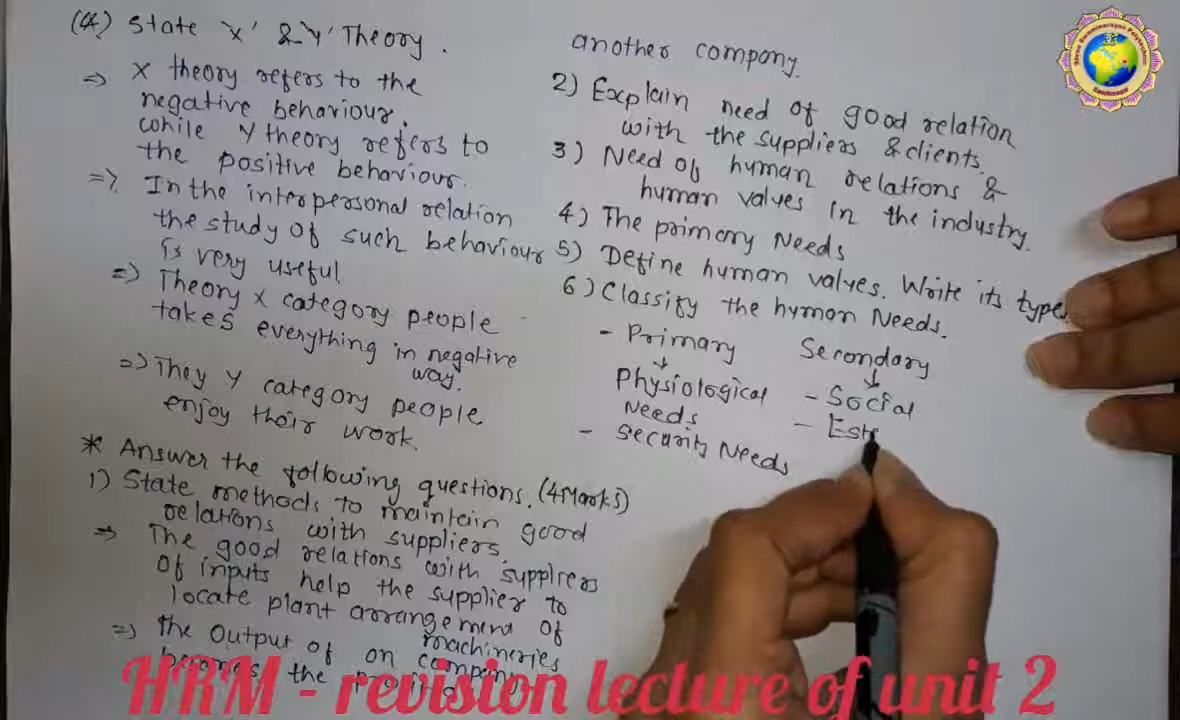 (4) State 'X' & 'Y' Theory.
=> X theory refers to the
negative behaviour.
while Y theory refers to
the positive behaviour.
=> In the interpersonal relation
the study of such behaviour
is very useful.
=> Theory X category people
takes everything in negative
way.
=> They Y category people
enjoy their work.
* Answer the following questions. (4 Marks)
1) State methods to maintain good
relations with suppliers.
=> The good relations with suppliers
of inputs help the supplier to
locate plant arrangement of
machineries
=> the output of on company
the
another company.
2) Explain need of good relation
with the suppliers & clients.
3) Need of human relations &
human values in the industry.
4) The primary Needs
5) Define human values. Write its types
6) Classify the human Needs.
- Primary Secondary
↓ ↓
Physiological - Social
Needs - Este
- Security Needs
HRM - revision lecture of unit 2